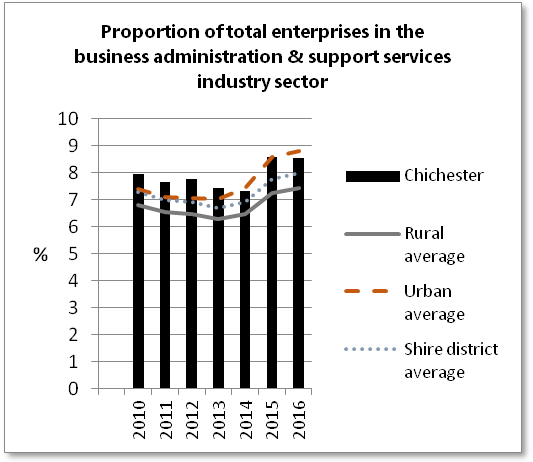 Proportion of total enterprises in the
business administration & support services
industry sector
10
9
8
7
6
5
4
3
2
1
0
%
2010
2011
2012
2013
2014
2015
2016
Chichester
Rural
average
Urban
average
Shire district
average